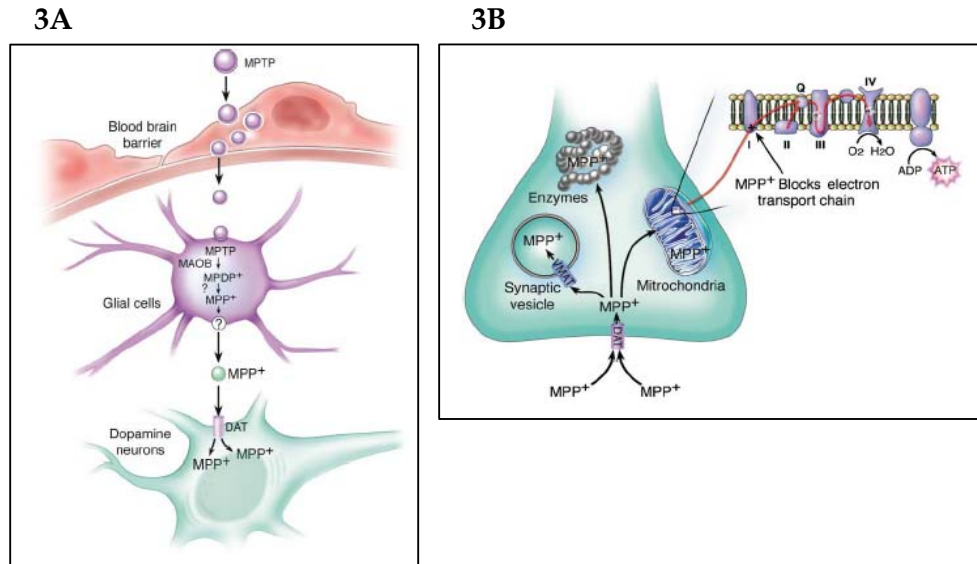 3A
MPTP
Blood brain
barrier
MPTP
MAOB
MPDP+
?
MPP+
Glial cells
?
MPP+
DAT
Dopamine
neurons
MPP+ MPP+
3B
Q
IV
I
II
III
O2 H2O
ADP
ATP
MPP+ Blocks electron
transport chain
MPP+
Enzymes
MPP+
VMAT
Synaptic
vesicle
MPP+
Mitrochondria
MPP+
DAT
MPP+ MPP+